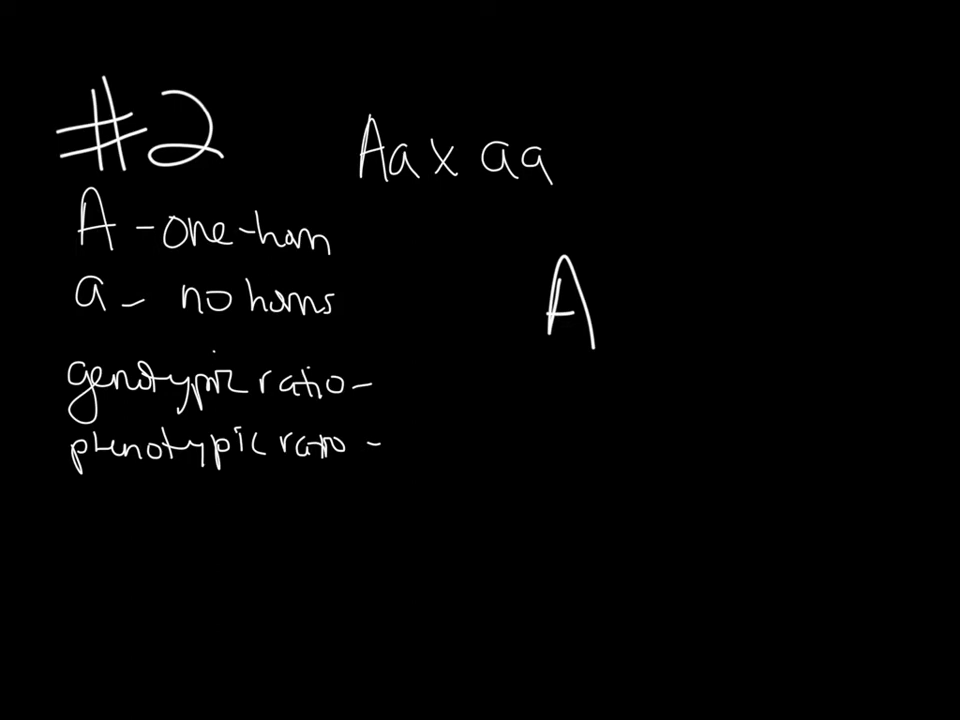 #2
Aa x aa
A - one-horn
a - no horns
A
genotypic ratio -
phenotypic ratio -